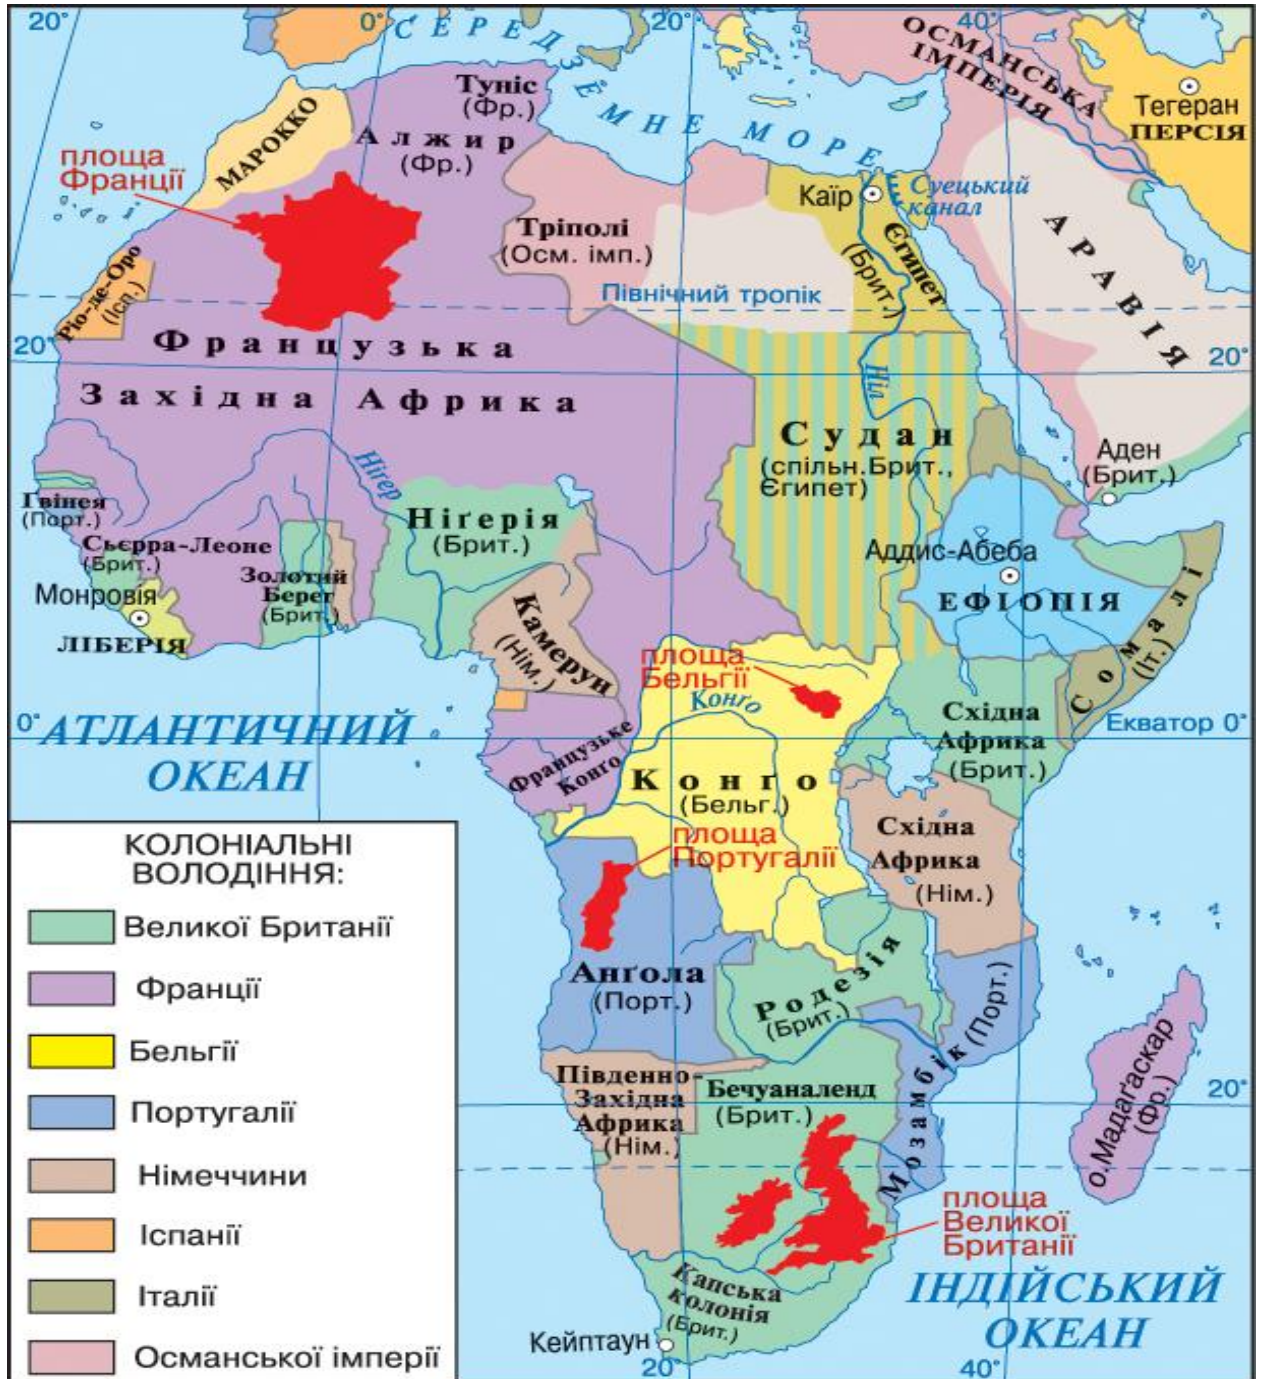 20°
0°
20°
40°
СЕРЕДЗЕМНЕ МОРЕ
ОСМАНСЬКА
ІМПЕРІЯ
Тегеран
ПЕРСІЯ
Туніс
(Фр.)
Алжир
(Фр.)
МАРОККО
площа
Франції
Каїр
Суецький
канал
Єгипет
(Брит.)
АРАВІЯ
Тріполі
(Осм. імп.)
Північний тропік
Ріо-де-Оро
(Ісп.)
20°
20°
Французька
Західна Африка
Ніл
Судан
(спільн.Брит.,
Єгипет)
Аден
(Брит.)
Нігер
Ґвінея
(Порт.)
Ніґерія
(Брит.)
Сьєрра-Леоне
(Брит.)
Золотий
Берег
(Брит.)
Монровія
ЛІБЕРІЯ
Аддис-Абеба
ЕФІОПІЯ
Сомалі
(Іт.)
Камерун
(Нім.)
площа
Бельгії
Конґо
Східна
Африка
(Брит.)
Екватор 0°
0°
АТЛАНТИЧНИЙ
ОКЕАН
Французьке
Конго
Конґо
(Бельг.)
площа
Португалії
Східна
Африка
(Нім.)
Анґола
(Порт.)
Родезія
(Брит.)
Мозамбік (Порт.)
о.Мадаґаскар
(Фр.)
Південно-
Західна
Африка
(Нім.)
Бечуаналенд
(Брит.)
20°
площа
Великої
Британії
Капська
колонія
(Брит.)
Кейптаун
ІНДІЙСЬКИЙ
ОКЕАН
20°
40°
КОЛОНІАЛЬНІ
ВОЛОДІННЯ:
Великої Британії
Франції
Бельгії
Португалії
Німеччини
Іспанії
Італії
Османської імперії